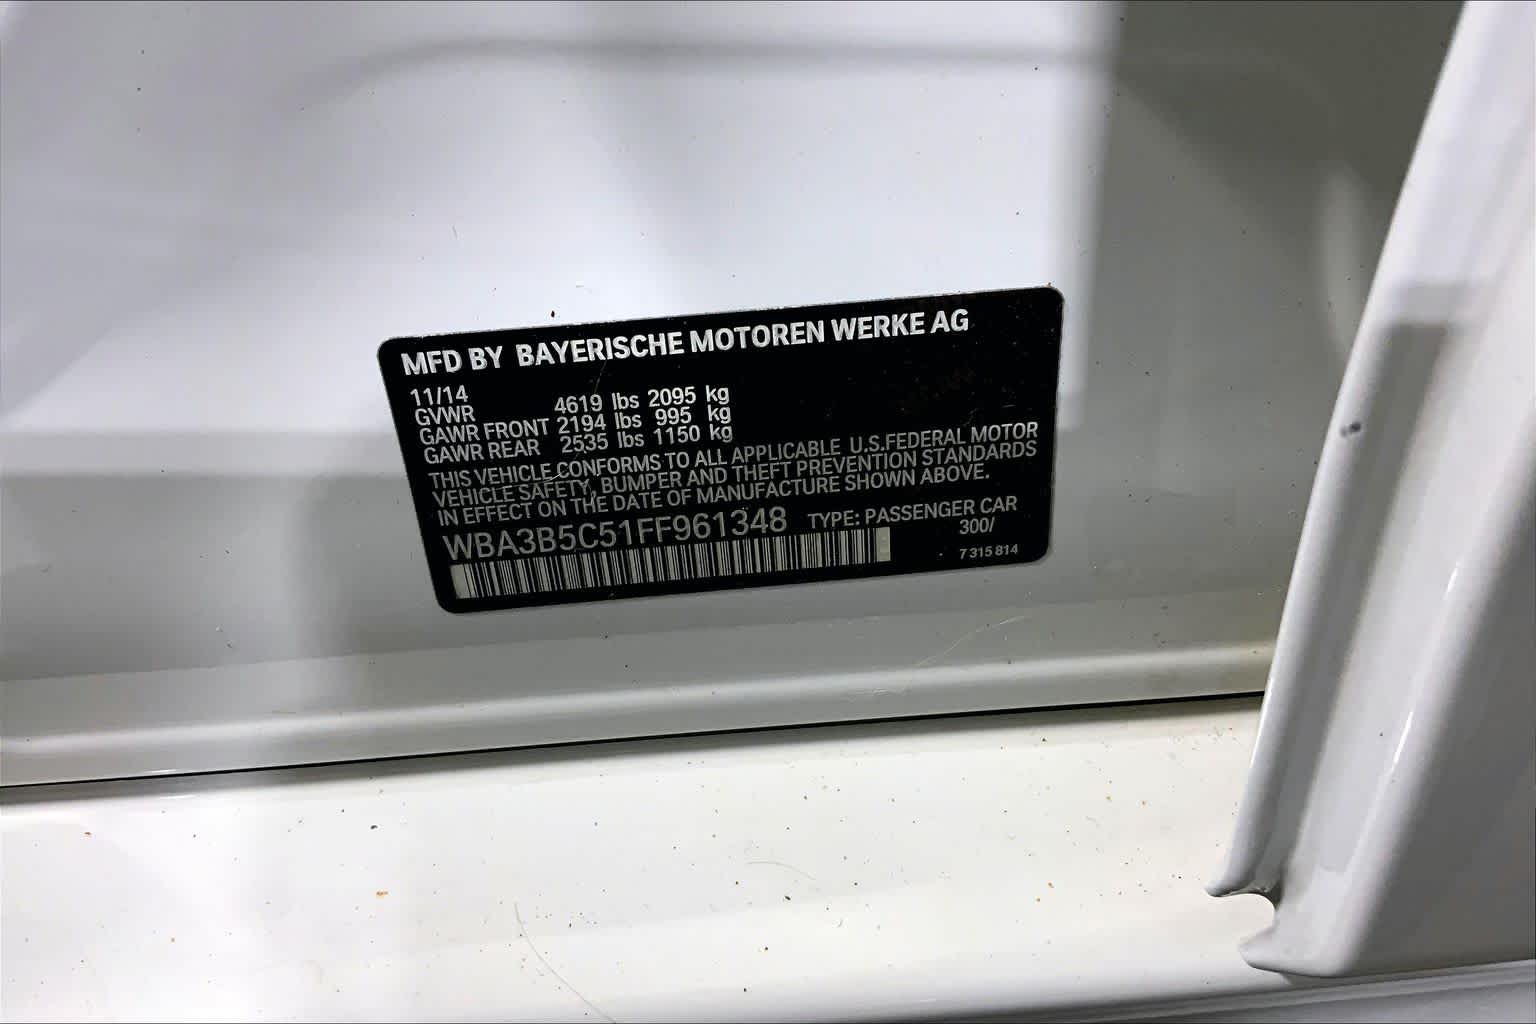 MFD BY BAYERISCHE MOTOREN WERKE AG
11/14
GVWR 4619 lbs 2095 kg
GAWR FRONT 2194 lbs 995 kg
GAWR REAR 2535 lbs 1150 kg
THIS VEHICLE CONFORMS TO ALL APPLICABLE U.S.FEDERAL MOTOR
VEHICLE SAFETY, BUMPER AND THEFT PREVENTION STANDARDS
IN EFFECT ON THE DATE OF MANUFACTURE SHOWN ABOVE.
WBA3B5C51FF961348 TYPE: PASSENGER CAR
300/
7 315 814